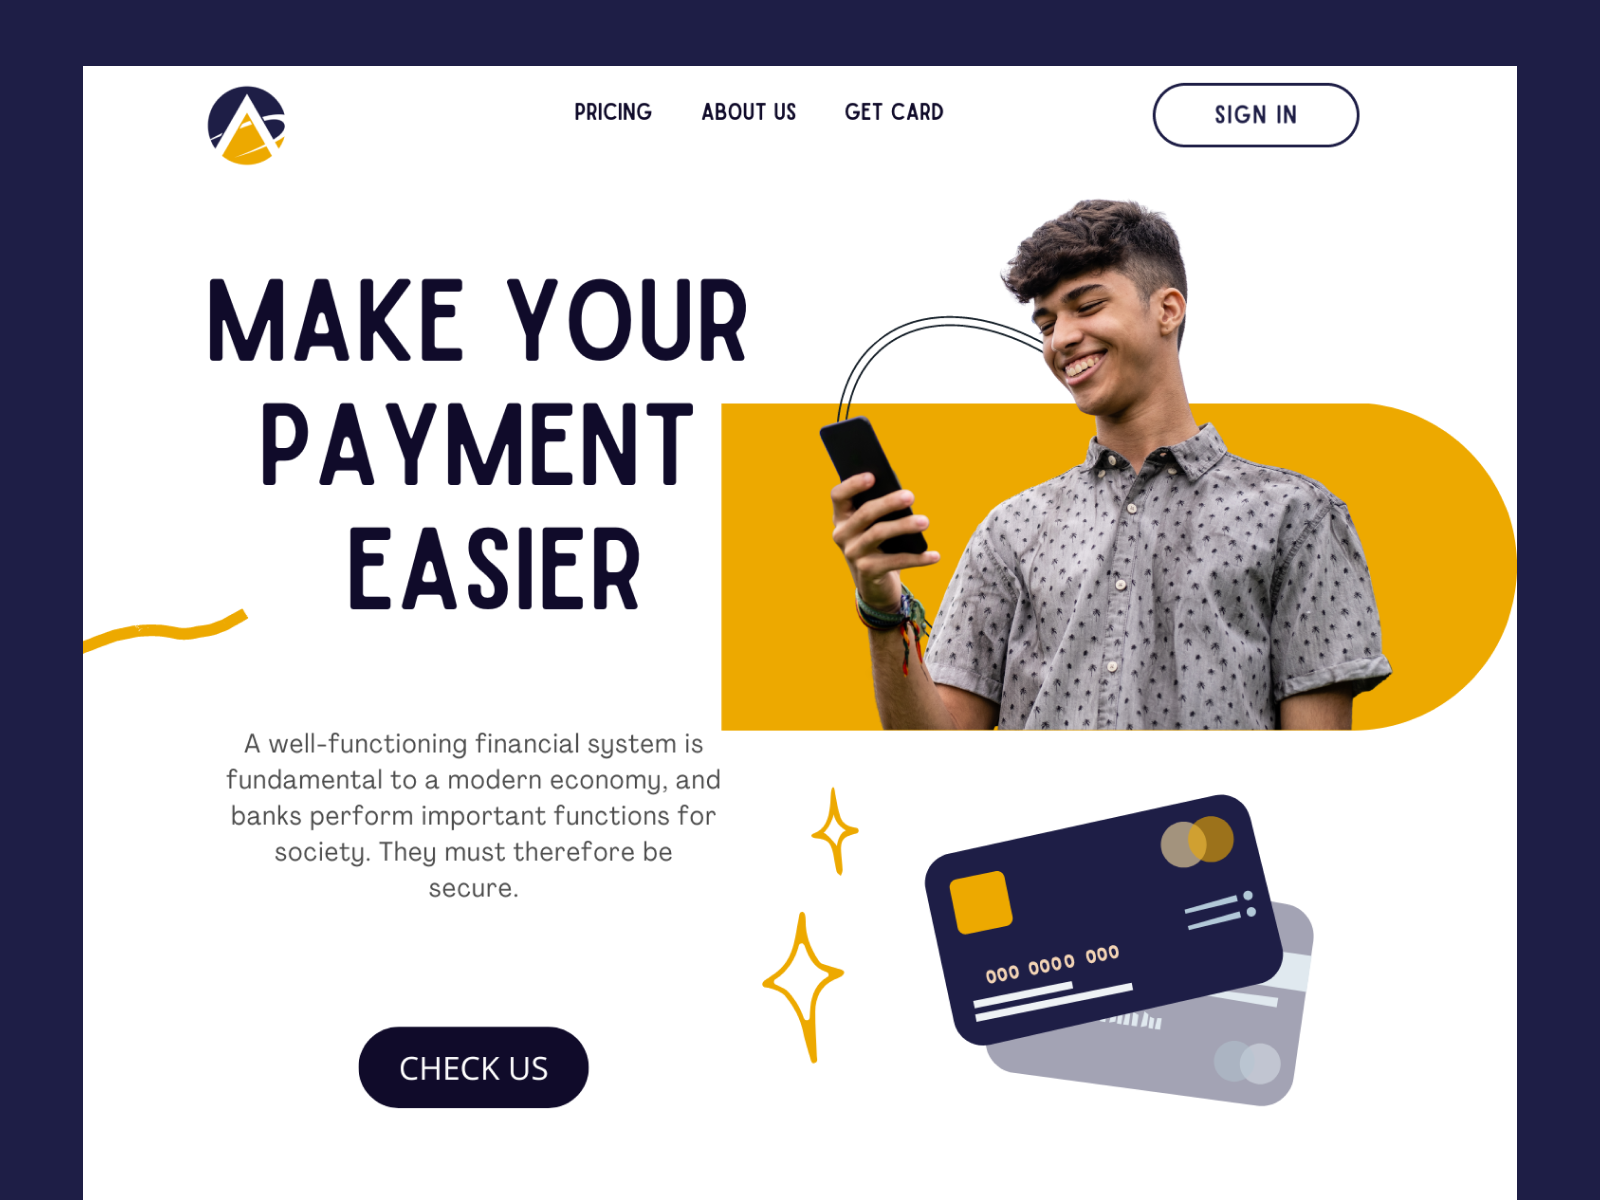 PRICING
ABOUT US
GET CARD
SIGN IN
MAKE YOUR
PAYMENT
EASIER
A well-functioning financial system is
fundamental to a modern economy, and
banks perform important functions for
society. They must therefore be
secure.
000 0000 000
CHECK US